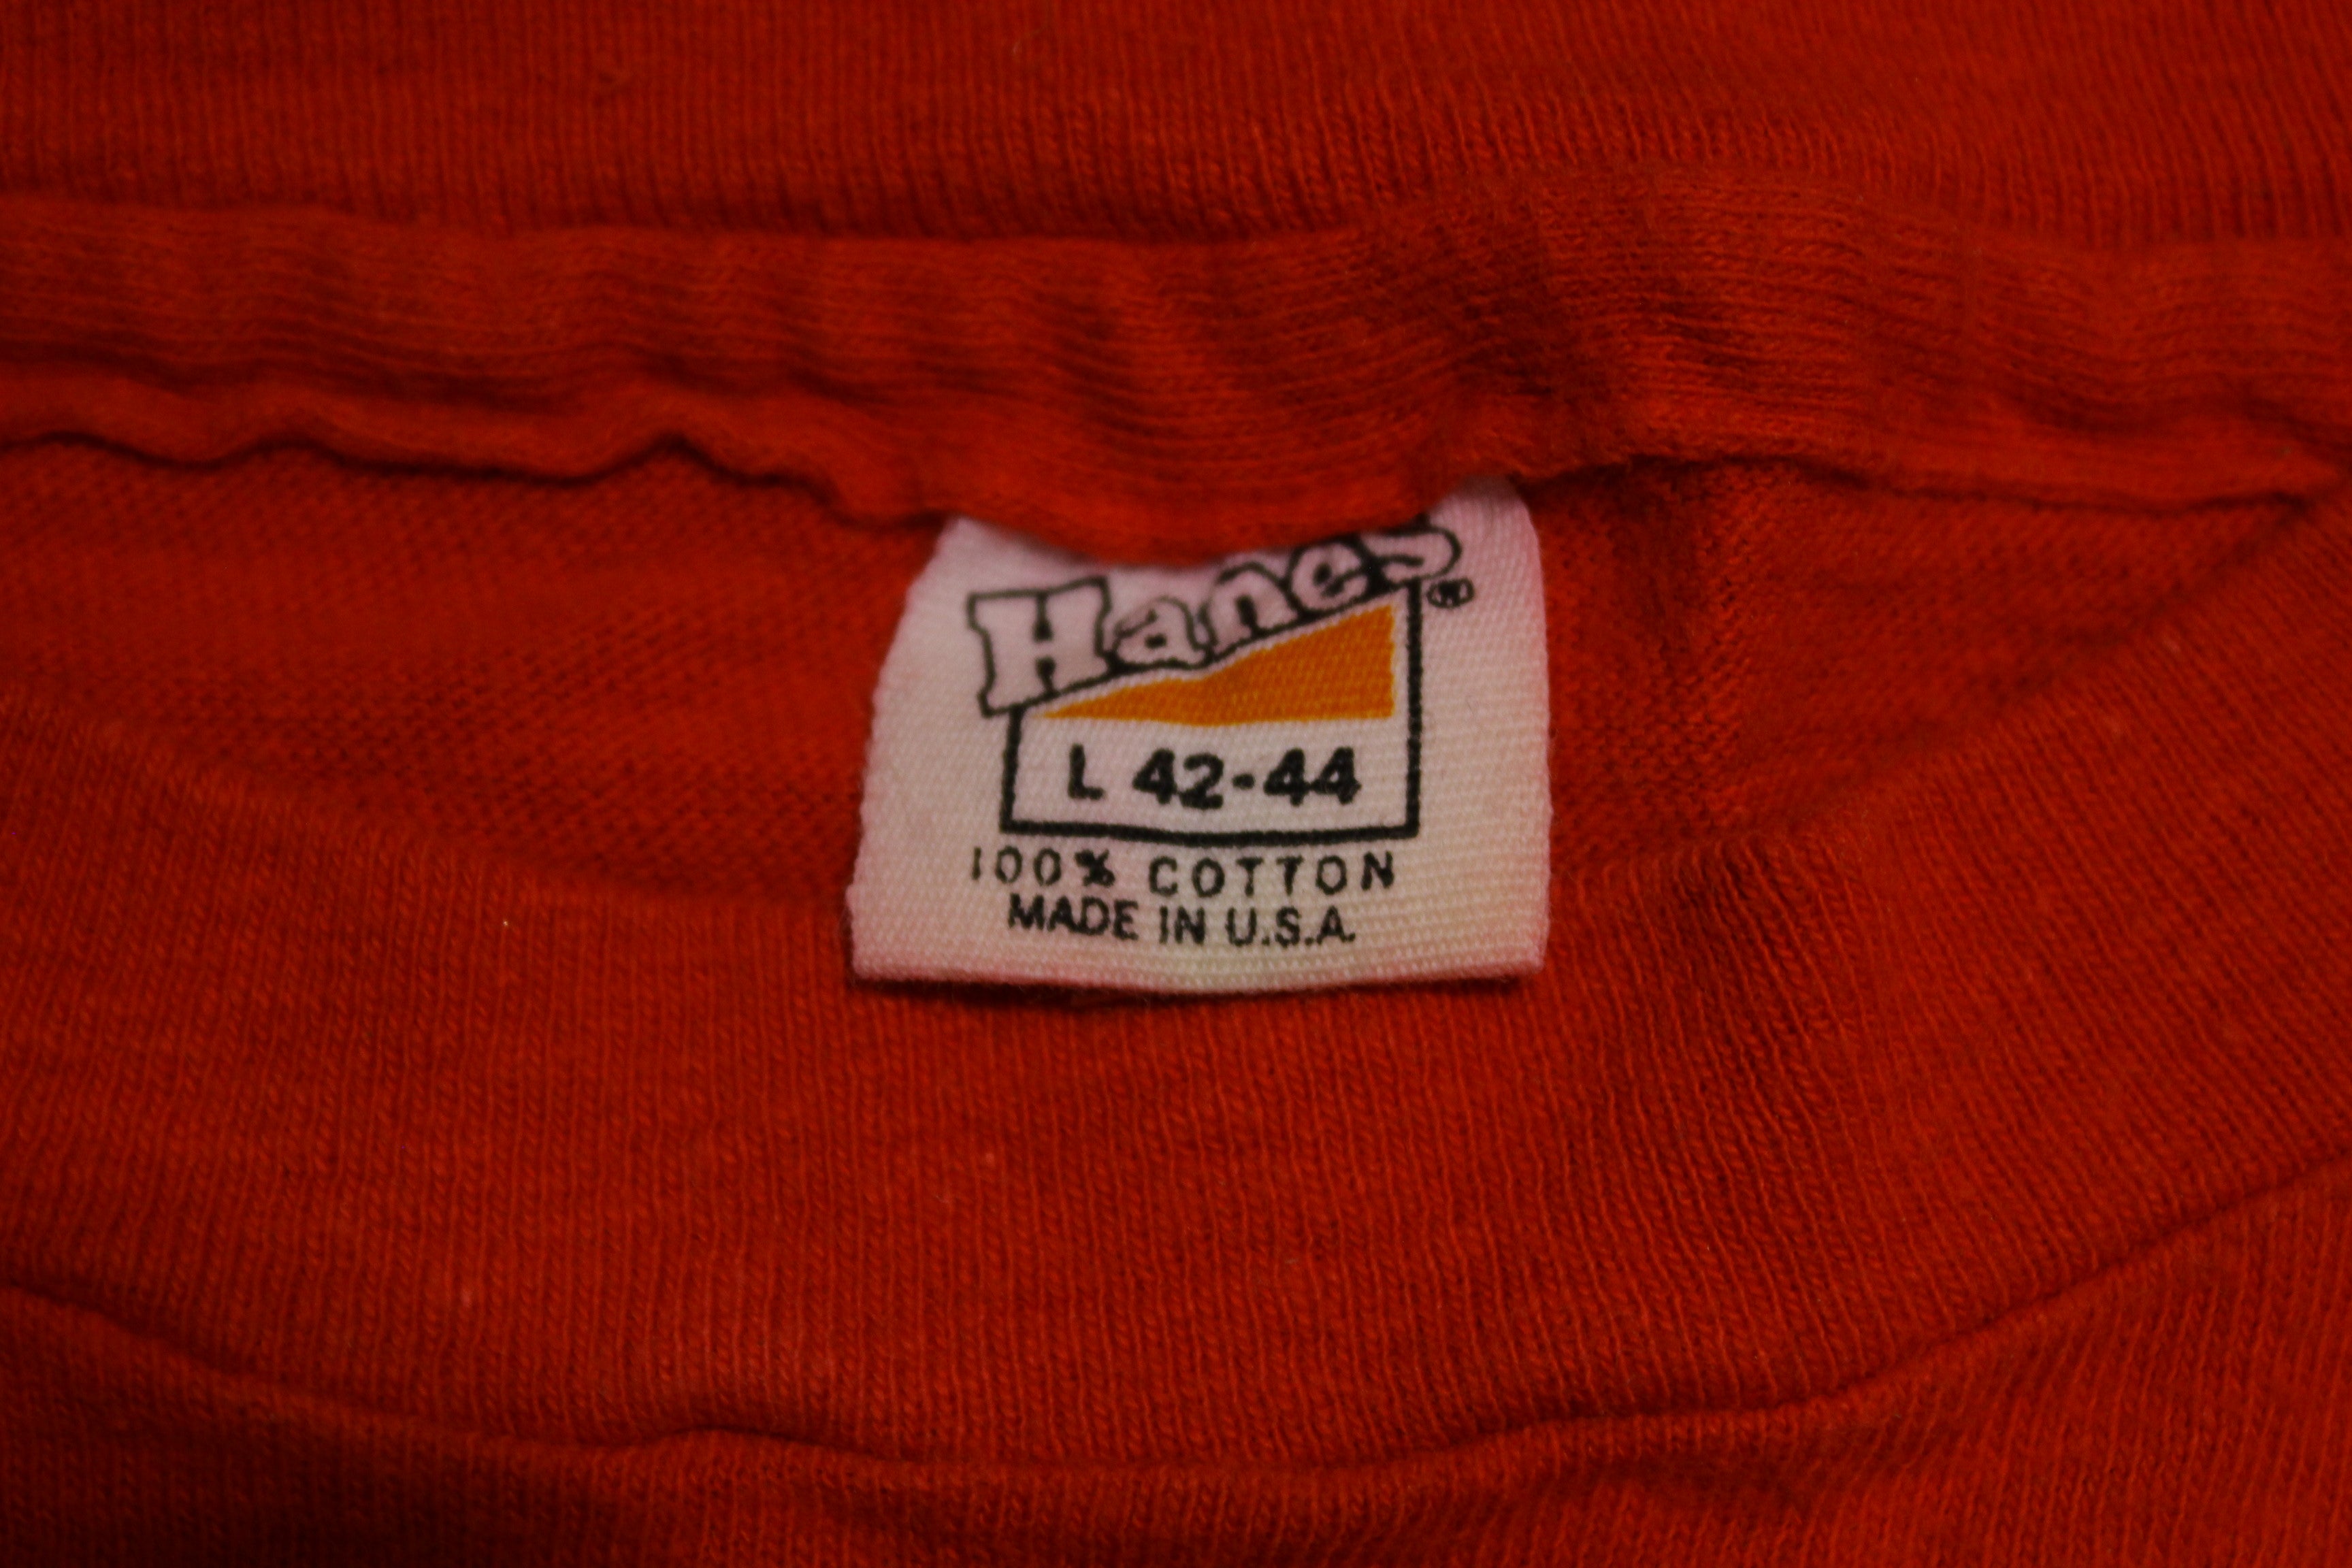 Hanes®
L 42-44
100% COTTON
MADE IN U.S.A.